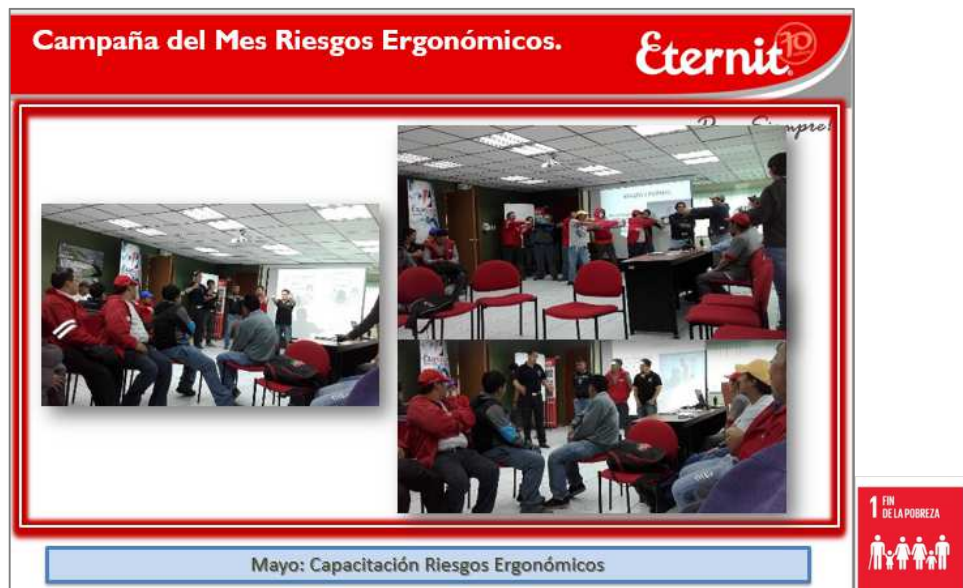 Campaña del Mes Riesgos Ergonómicos.
Eternit
Mayo: Capacitación Riesgos Ergonómicos
1 FIN
DE LA POBREZA